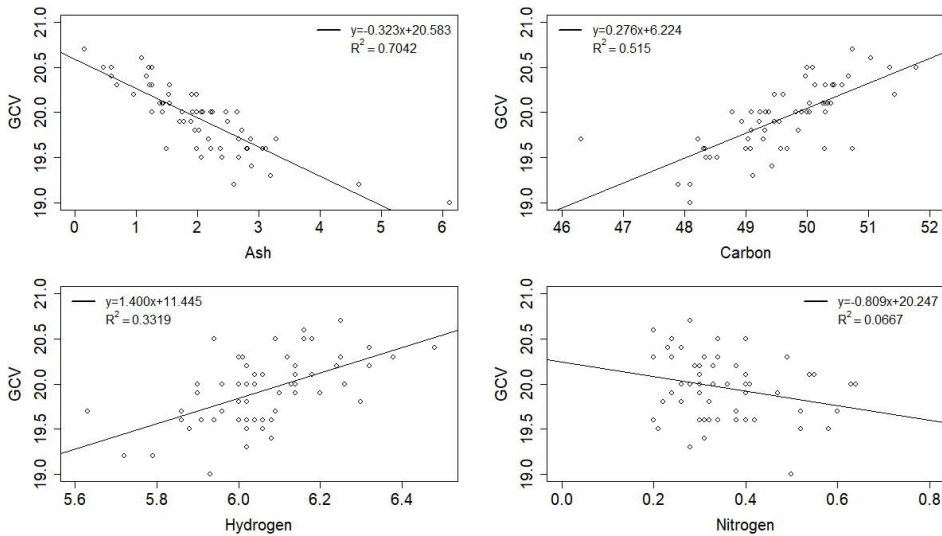 y=-0.323x+20.583
R² = 0.7042
GCV
19.0 19.5 20.0 20.5 21.0
0 1 2 3 4 5 6
Ash
y=0.276x+6.224
R² = 0.515
GCV
19.0 19.5 20.0 20.5 21.0
46 47 48 49 50 51 52
Carbon
y=1.400x+11.445
R² = 0.3319
GCV
19.0 19.5 20.0 20.5 21.0
5.6 5.8 6.0 6.2 6.4
Hydrogen
y=-0.809x+20.247
R² = 0.0667
GCV
19.0 19.5 20.0 20.5 21.0
0.0 0.2 0.4 0.6 0.8
Nitrogen